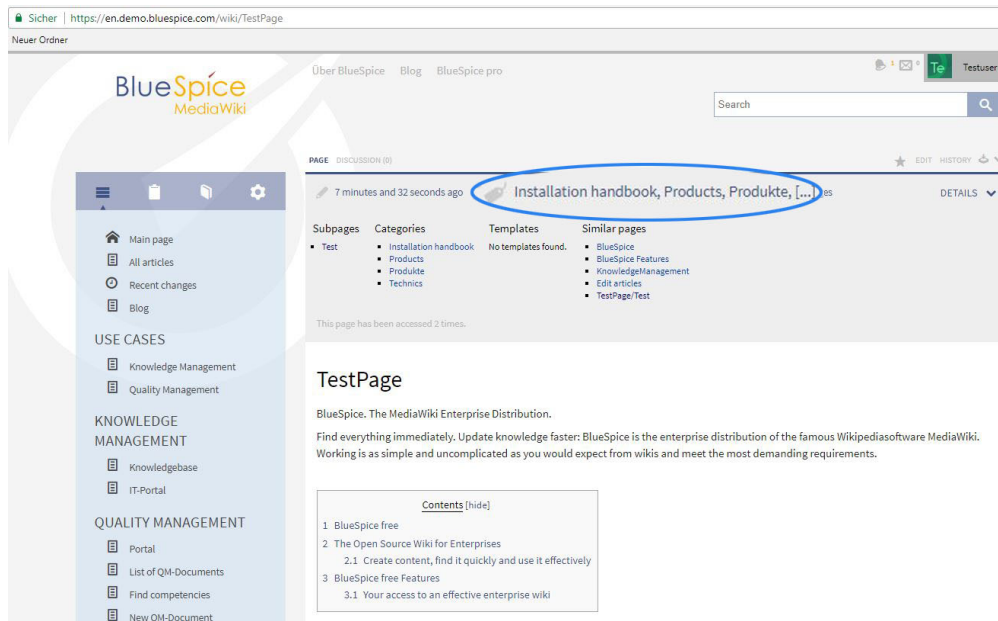 Sicher | https://en.demo.bluespice.com/wiki/TestPage
Neuer Ordner
BlueSpice
MediaWiki
Über BlueSpice Blog BlueSpice pro
1 0 Te Testuser
Search
PAGE DISCUSSION (0)
EDIT HISTORY
7 minutes and 32 seconds ago Installation handbook, Products, Produkte, [...]
DETAILS
Subpages Categories Templates Similar pages
Test Installation handbook No templates found. BlueSpice
Products BlueSpice Features
Produkte KnowledgeManagement
Technics Edit articles
TestPage/Test
This page has been accessed 2 times.
Main page
All articles
Recent changes
Blog
USE CASES
Knowledge Management
Quality Management
KNOWLEDGE
MANAGEMENT
Knowledgebase
IT-Portal
QUALITY MANAGEMENT
Portal
List of QM-Documents
Find competencies
New QM-Document
TestPage
BlueSpice. The MediaWiki Enterprise Distribution.
Find everything immediately. Update knowledge faster: BlueSpice is the enterprise distribution of the famous Wikipediasoftware MediaWiki.
Working is as simple and uncomplicated as you would expect from wikis and meet the most demanding requirements.
Contents [hide]
1 BlueSpice free
2 The Open Source Wiki for Enterprises
2.1 Create content, find it quickly and use it effectively
3 BlueSpice free Features
3.1 Your access to an effective enterprise wiki